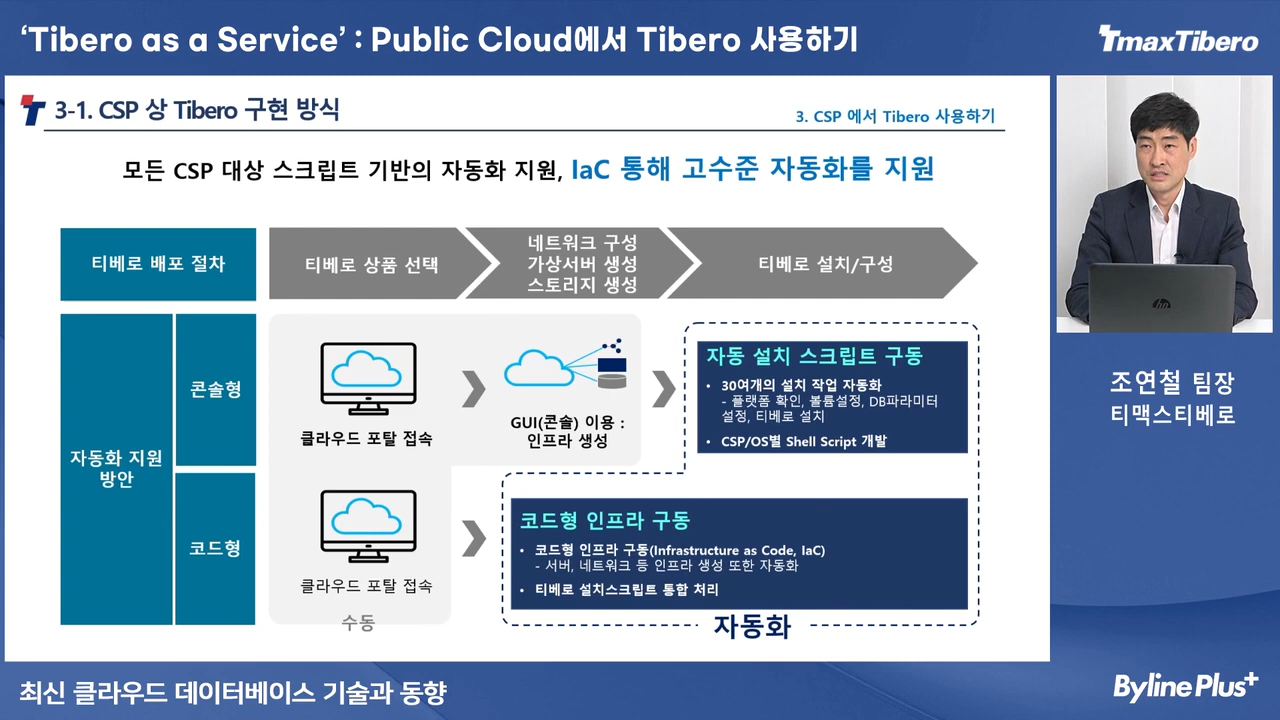 ‘Tibero as a Service’ : Public Cloud에서 Tibero 사용하기
TmaxTibero
3-1. CSP 상 Tibero 구현 방식
3. CSP 에서 Tibero 사용하기
모든 CSP 대상 스크립트 기반의 자동화 지원, IaC 통해 고수준 자동화를 지원
티베로 배포 절차
티베로 상품 선택
네트워크 구성
가상서버 생성
스토리지 생성
티베로 설치/구성
자동화 지원
방안
콘솔형
클라우드 포탈 접속
GUI(콘솔) 이용 :
인프라 생성
자동 설치 스크립트 구동
• 30여개의 설치 작업 자동화
- 플랫폼 확인, 볼륨설정, DB파라미터
설정, 티베로 설치
• CSP/OS별 Shell Script 개발
코드형
클라우드 포탈 접속
수동
코드형 인프라 구동
• 코드형 인프라 구동(Infrastructure as Code, IaC)
- 서버, 네트워크 등 인프라 생성 또한 자동화
• 티베로 설치스크립트 통합 처리
자동화
hp
조연철 팀장
티맥스티베로
최신 클라우드 데이터베이스 기술과 동향
Byline Plus+